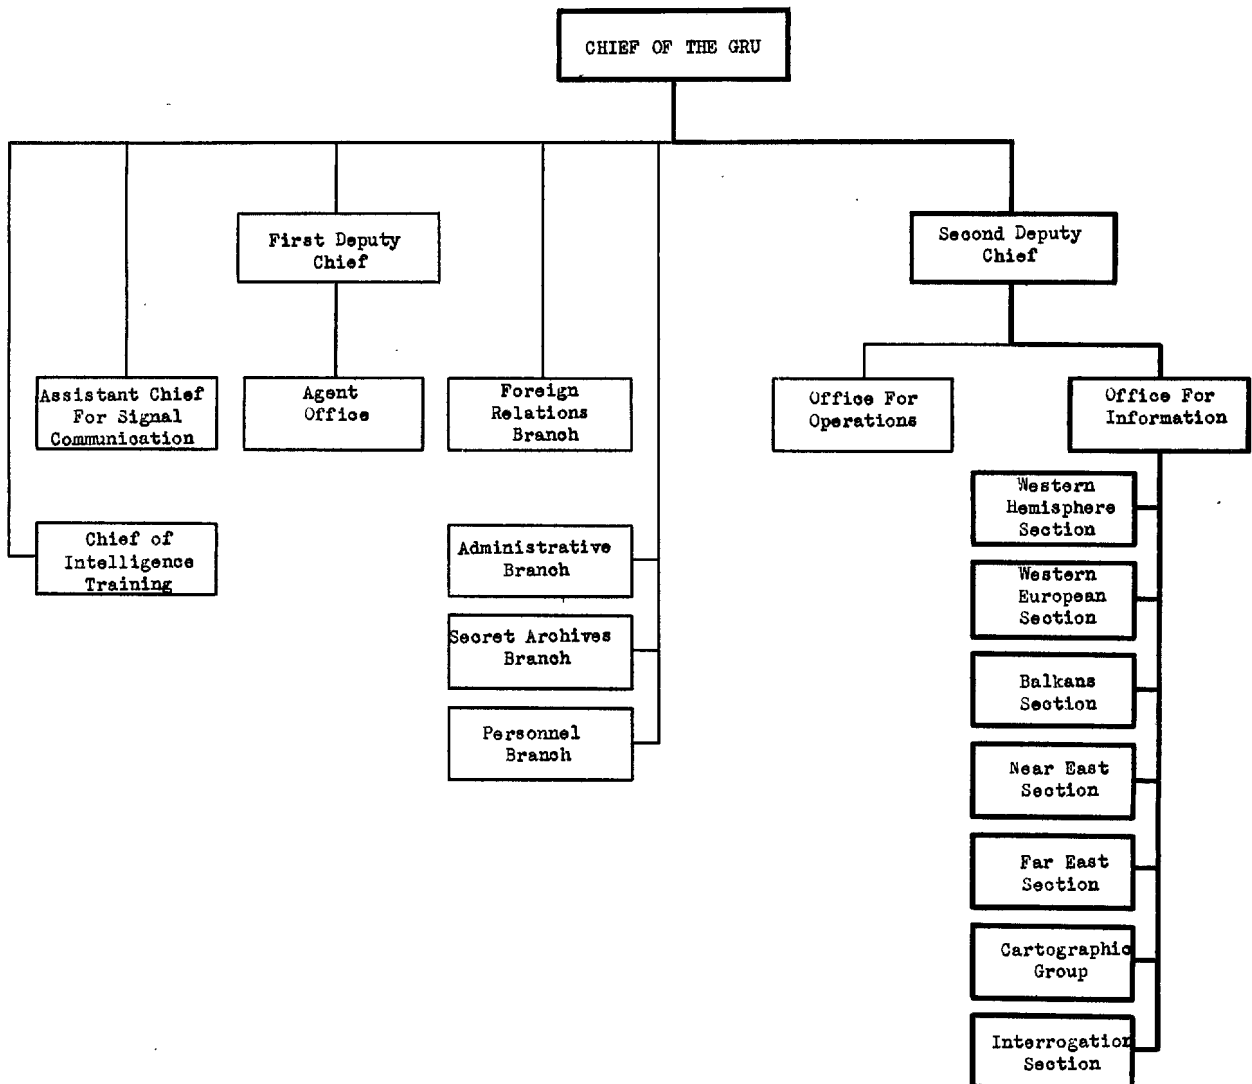 CHIEF OF THE GRU
First Deputy
Chief
Second Deputy
Chief
Assistant Chief
For Signal
Communication
Agent
Office
Foreign
Relations
Branch
Office For
Operations
Office For
Information
Chief of
Intelligence
Training
Administrative
Branch
Secret Archives
Branch
Personnel
Branch
Western
Hemisphere
Section
Western
European
Section
Balkans
Section
Near East
Section
Far East
Section
Cartographic
Group
Interrogation
Section